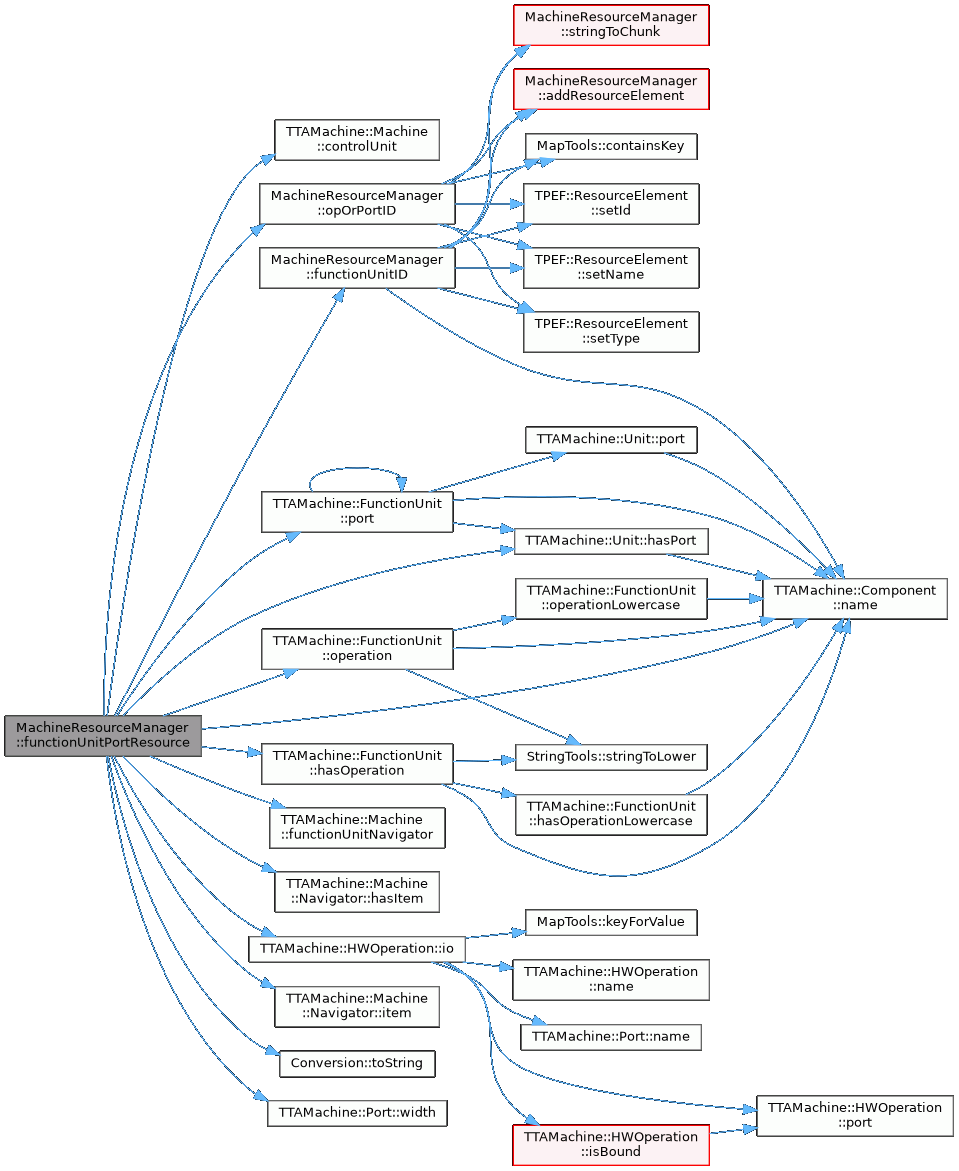 MachineResourceManager
::stringToChunk
MachineResourceManager
::addResourceElement
TTAMachine::Machine
::controlUnit
MapTools::containsKey
MachineResourceManager
::opOrPortID
TPEF::ResourceElement
::setId
MachineResourceManager
::functionUnitID
TPEF::ResourceElement
::setName
TPEF::ResourceElement
::setType
TTAMachine::Unit::port
TTAMachine::FunctionUnit
::port
TTAMachine::Unit::hasPort
TTAMachine::FunctionUnit
::operationLowercase
TTAMachine::Component
::name
TTAMachine::FunctionUnit
::operation
MachineResourceManager
::functionUnitPortResource
TTAMachine::FunctionUnit
::hasOperation
StringTools::stringToLower
TTAMachine::FunctionUnit
::hasOperationLowercase
TTAMachine::Machine
::functionUnitNavigator
TTAMachine::Machine
::Navigator::hasItem
MapTools::keyForValue
TTAMachine::HWOperation::io
TTAMachine::HWOperation
::name
TTAMachine::Machine
::Navigator::item
TTAMachine::Port::name
Conversion::toString
TTAMachine::Port::width
TTAMachine::HWOperation
::port
TTAMachine::HWOperation
::isBound